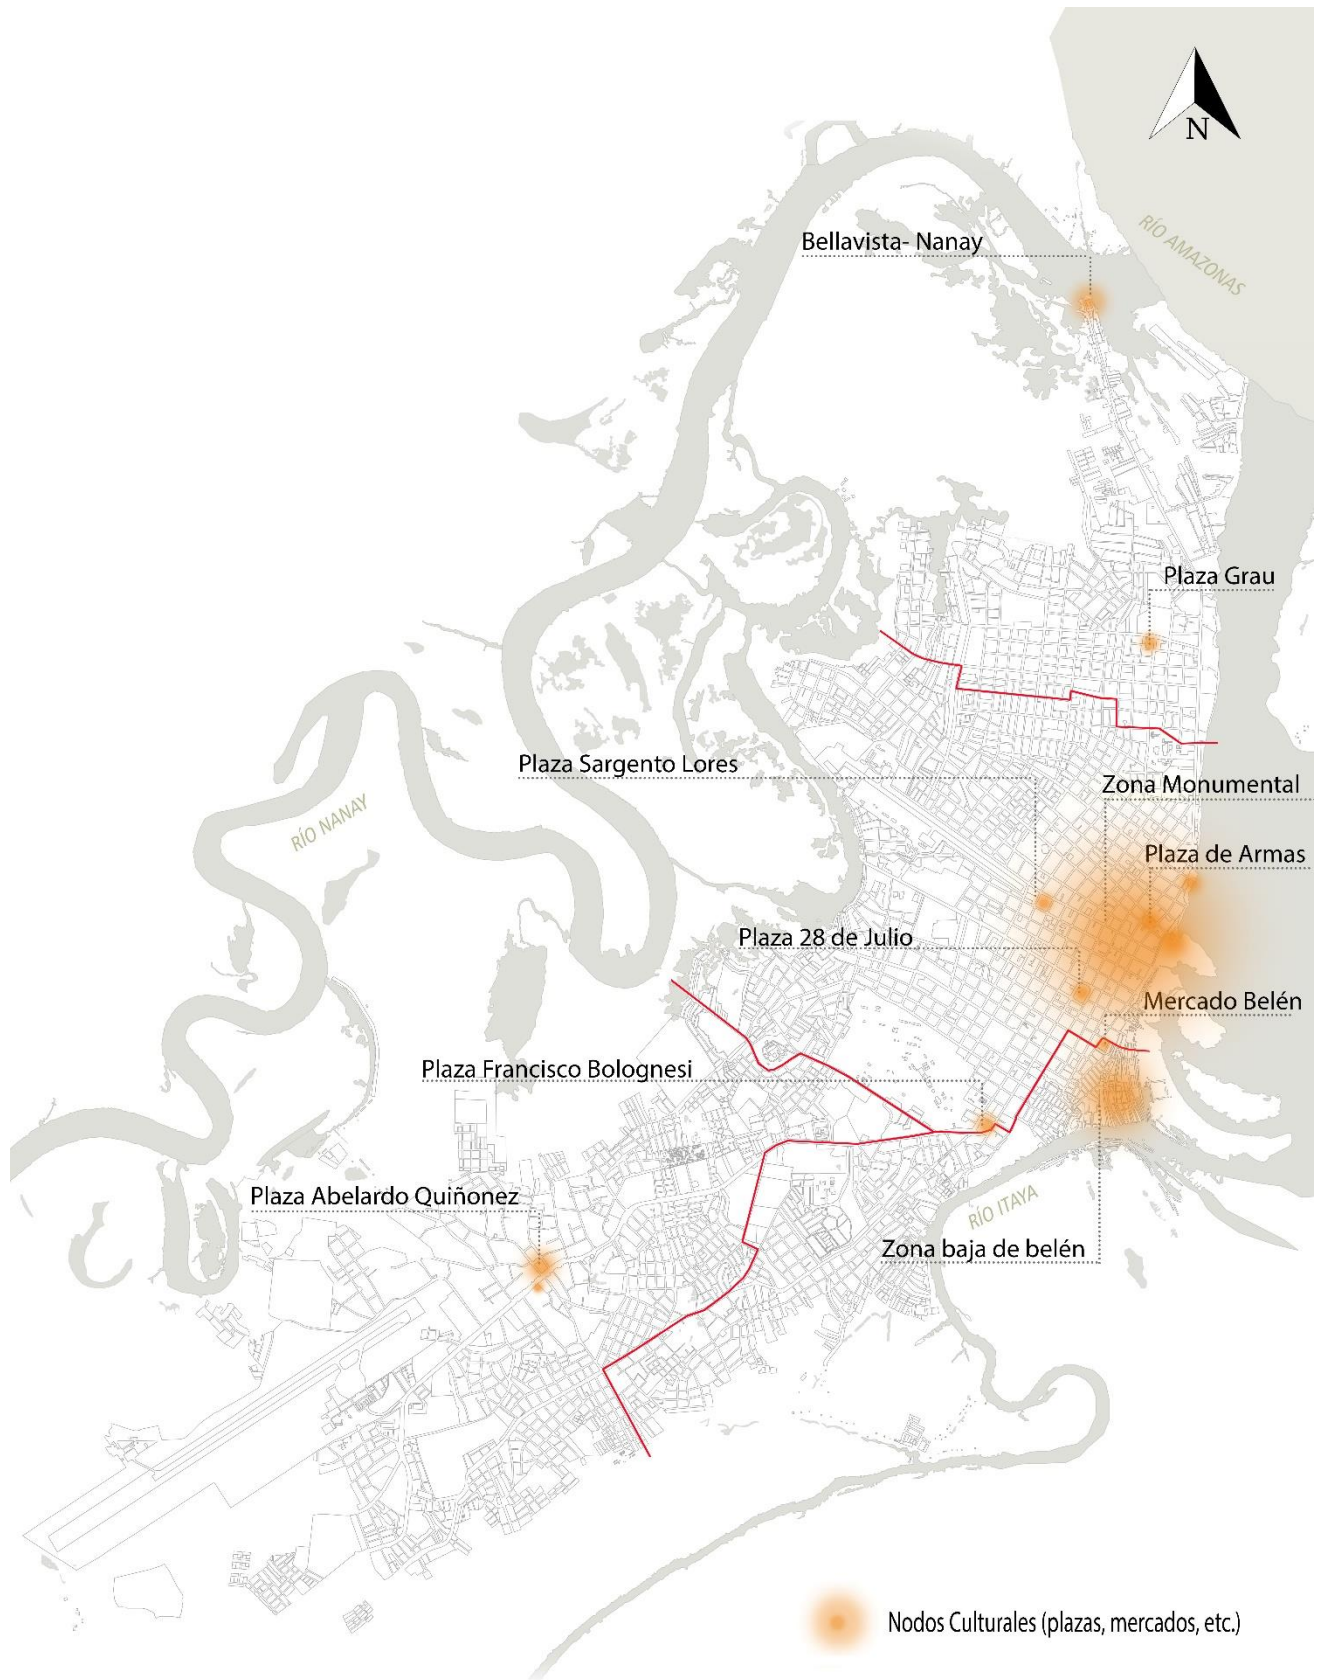 N
RÍO AMAZONAS
Bellavista- Nanay
Plaza Grau
Plaza Sargento Lores
Zona Monumental
RÍO NANAY
Plaza de Armas
Plaza 28 de Julio
Mercado Belén
Plaza Francisco Bolognesi
Plaza Abelardo Quiñonez
RÍO ITAYA
Zona baja de belén
Nodos Culturales (plazas, mercados, etc.)